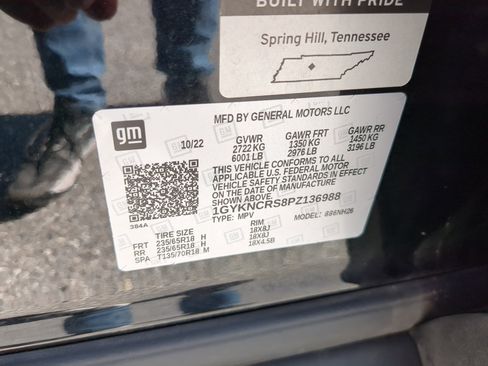 BUILT WITH PRIDE
Spring Hill, Tennessee
MFD BY GENERAL MOTORS LLC
gm
10/22 GVWR GAWR FRT GAWR RR
2722 KG 1350 KG 1450 KG
6001 LB 2976 LB 3196 LB
THIS VEHICLE CONFORMS TO ALL
APPLICABLE U.S. FEDERAL MOTOR
VEHICLE SAFETY STANDARDS IN EFFECT ON
THE DATE OF MANUFACTURE
SHOWN ABOVE.
1GYKNCRS8PZ136988
TYPE: MPV MODEL: 886NH26
384A
TIRE SIZE RIM
FRT 235/65R18 H 18X8J
RR 235/65R18 H 18X8J
SPA T135/70R18 M 18X4.5B